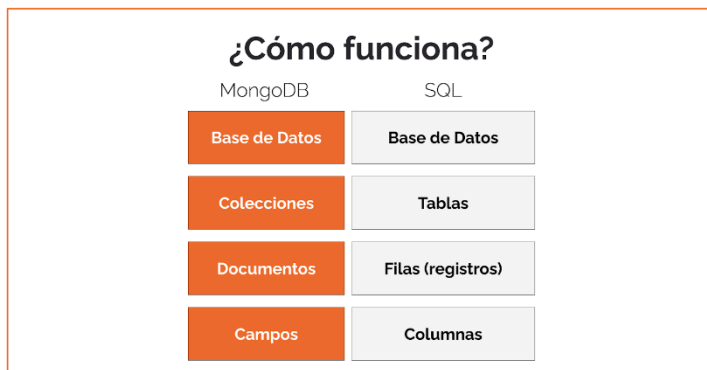 ¿Cómo funciona?
MongoDB SQL
Base de Datos Base de Datos
Colecciones Tablas
Documentos Filas (registros)
Campos Columnas